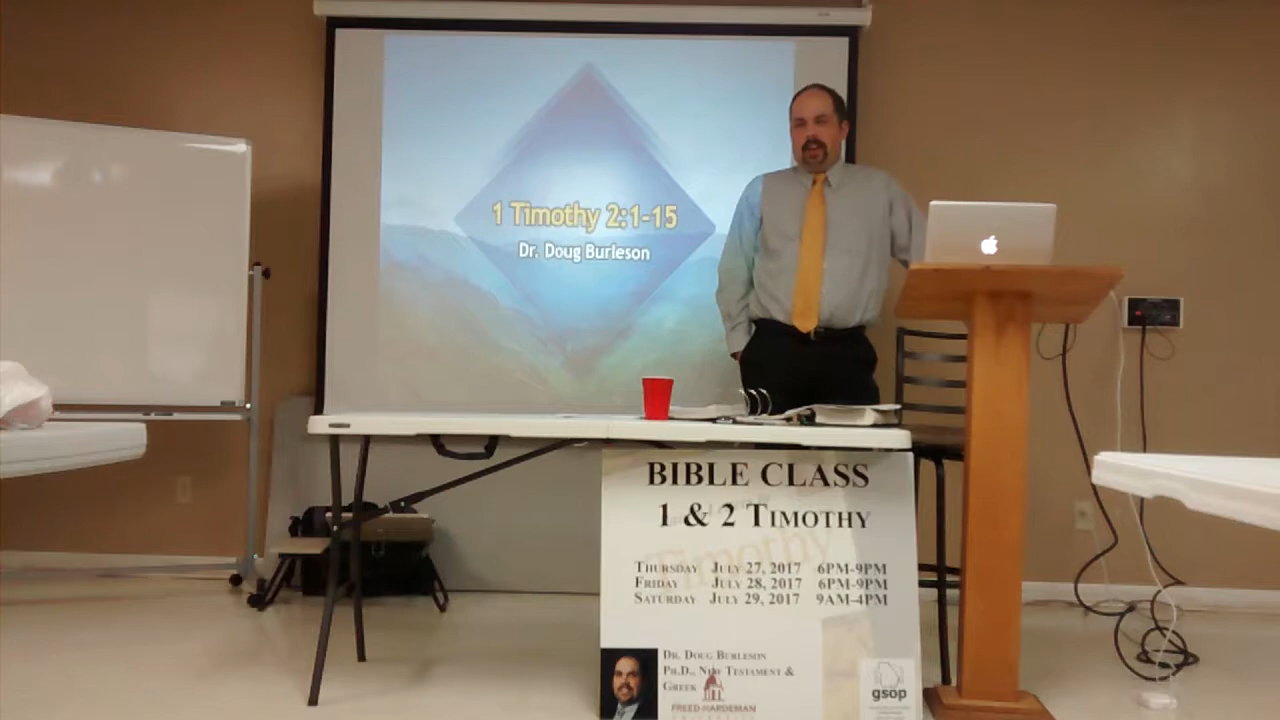 1 Timothy 2:1-15
Dr. Doug Burleson
BIBLE CLASS
1 & 2 TIMOTHY
Timothy
THURSDAY JULY 27, 2017 6PM-9PM
FRIDAY JULY 28, 2017 6PM-9PM
SATURDAY JULY 29, 2017 9AM-4PM
DR. DOUG BURLESON
PH.D., NEW TESTAMENT &
GREEK
FREED-HARDEMAN
UNIVERSITY
gsop